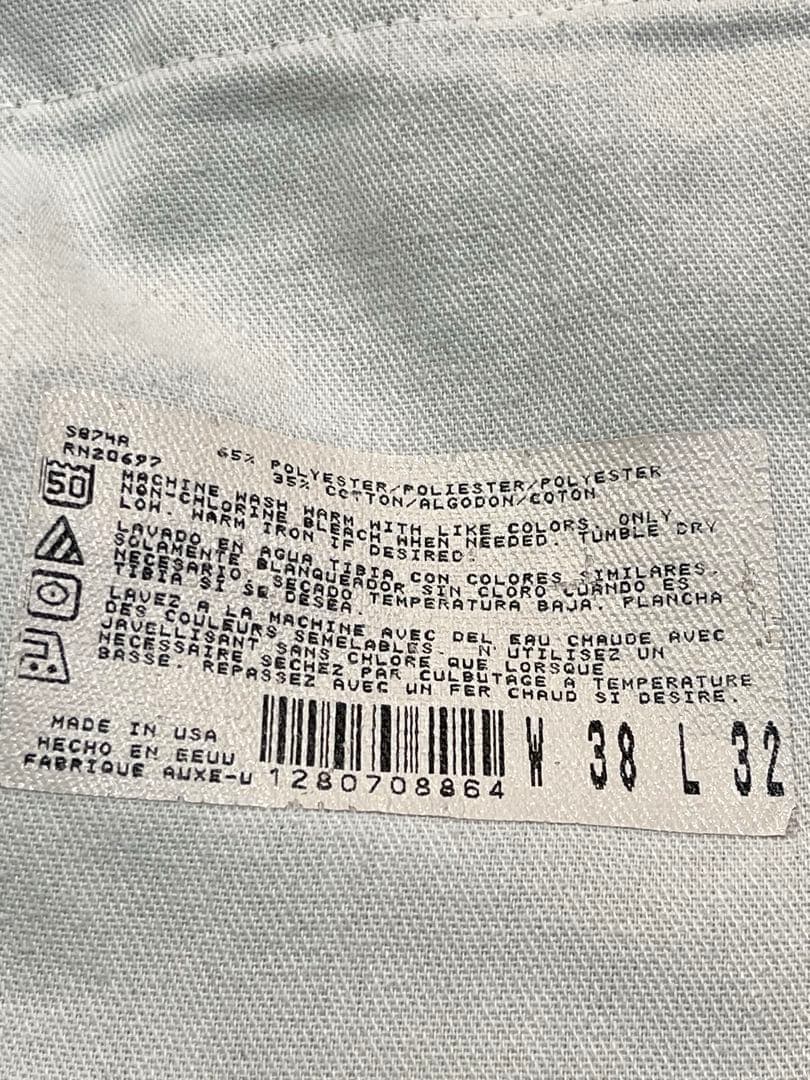 S874A
RN20697
65% POLYESTER/POLIESTER/POLYESTER
35% COTTON/ALGODON/COTON
50
MACHINE WASH WARM WITH LIKE COLORS. ONLY
NON-CHLORINE BLEACH WHEN NEEDED. TUMBLE DRY
LOW. WARM IRON IF DESIRED.
LAVADO EN AGUA TIBIA CON COLORES SIMILARES.
SOLAMENTE BLANQUEADOR SIN CLORO CUANDO ES
NECESARIO. SECADO TEMPERATURA BAJA. PLANCHA
TIBIA SI SE DESEA.
LAVEZ A LA MACHINE AVEC DEL EAU CHAUDE AVEC
DES COULEURS SEMELABLES. N' UTILISEZ UN
JAVELLISANT SANS CHLORE QUE LORSQUE
NECESSAIRE SECHEZ PAR CULBUTAGE A TEMPERATURE
BASSE. REPASSEZ AVEC UN FER CHAUD SI DESIRE.
MADE IN USA
HECHO EN EEUU
FABRIQUE AUXE-U
1280708864
W 38 L 32